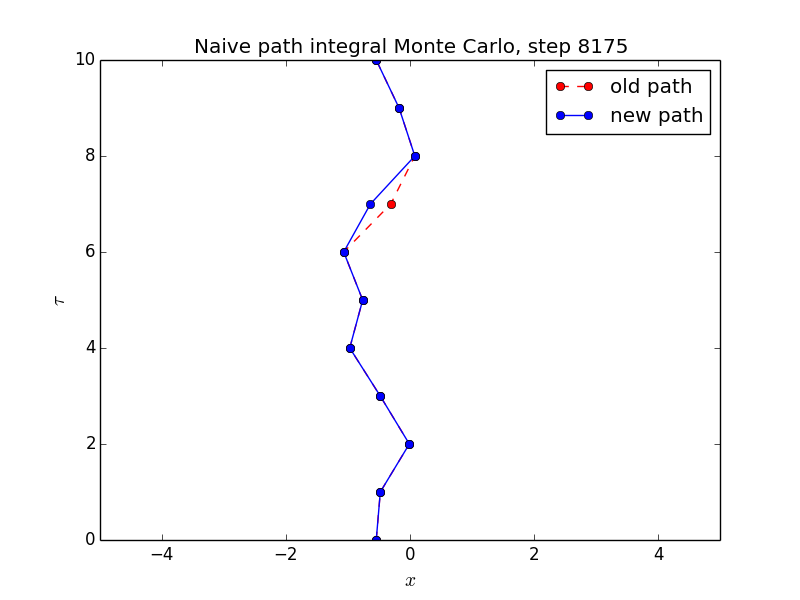 Naive path integral Monte Carlo, step 8175
old path
new path
10
8
6
4
2
0
τ
−4 −2 0 2 4
x